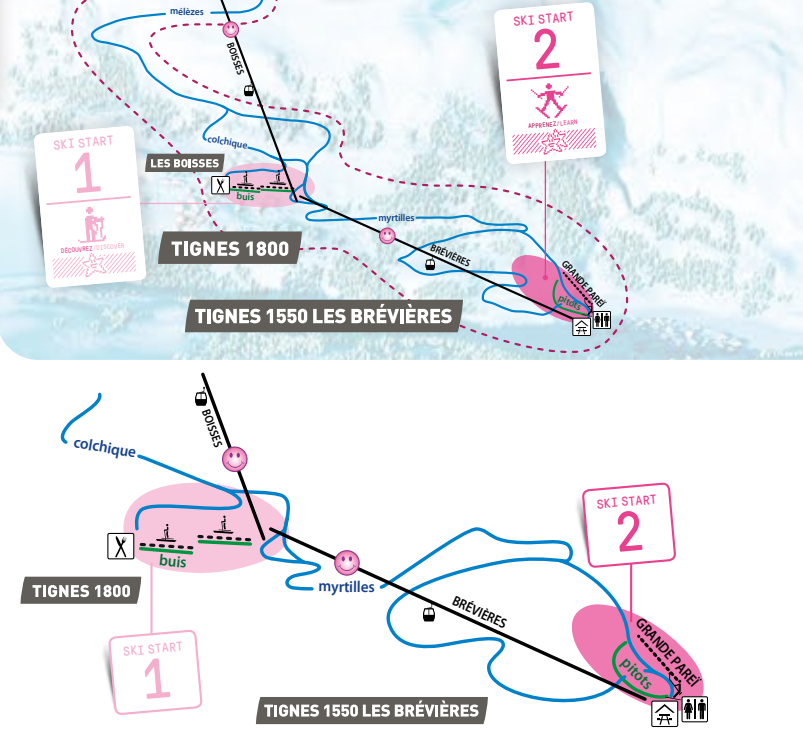 mélèzes
BOISSES
SKI START
2
APPRENEZ/LEARN
SKI START
1
DÉCOUVREZ/DISCOVER
colchique
LES BOISSES
buis
myrtilles
TIGNES 1800
BRÉVIÈRES
GRANDE PAREÏ
pitots
TIGNES 1550 LES BRÉVIÈRES
BOISSES
colchique
SKI START
2
buis
TIGNES 1800
myrtilles
BRÉVIÈRES
GRANDE PAREÏ
pitots
SKI START
1
TIGNES 1550 LES BRÉVIÈRES